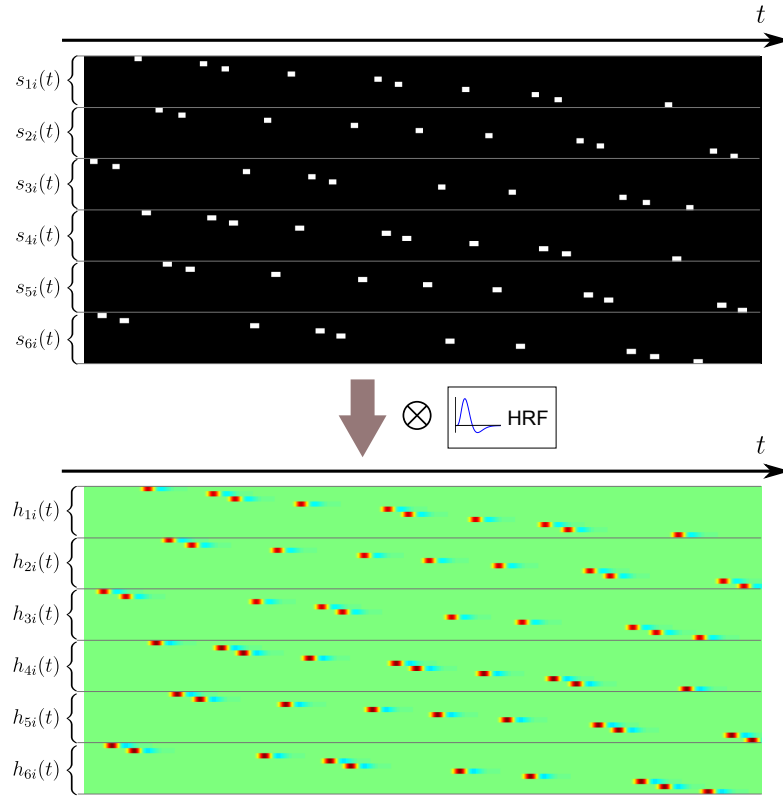 t
s₁ᵢ(t)
s₂ᵢ(t)
s₃ᵢ(t)
s₄ᵢ(t)
s₅ᵢ(t)
s₆ᵢ(t)
HRF
t
h₁ᵢ(t)
h₂ᵢ(t)
h₃ᵢ(t)
h₄ᵢ(t)
h₅ᵢ(t)
h₆ᵢ(t)